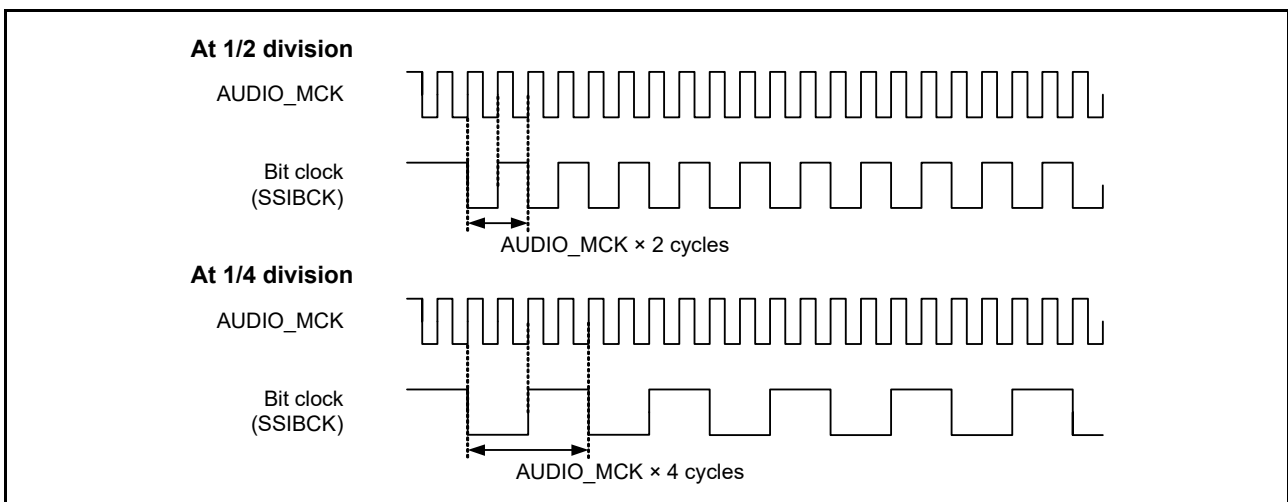 At 1/2 division
AUDIO_MCK
Bit clock
(SSIBCK)
AUDIO_MCK × 2 cycles
At 1/4 division
AUDIO_MCK
Bit clock
(SSIBCK)
AUDIO_MCK × 4 cycles